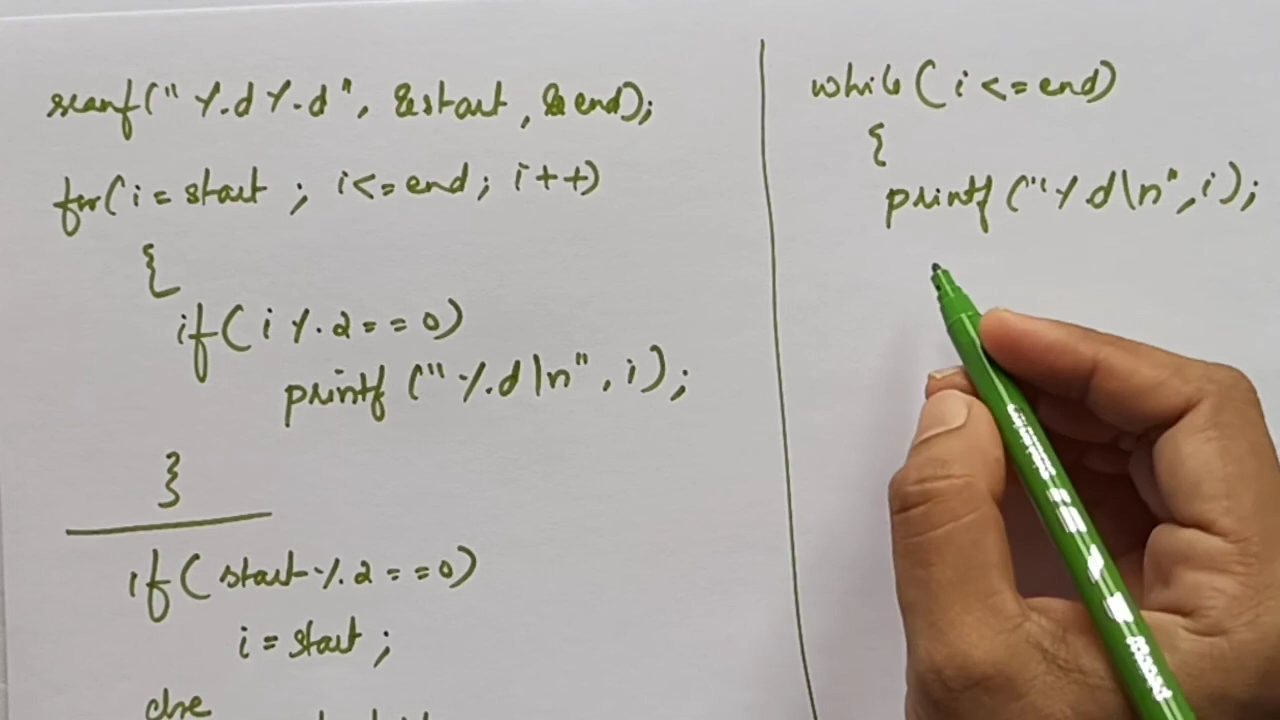 scanf("%d%d", &start, &end);
for(i=start ; i<=end; i++)
{
if(i%2==0)
printf("%d\n", i);
}
if(start%2==0)
i=start;
else
while(i<=end)
{
printf("%d\n", i);